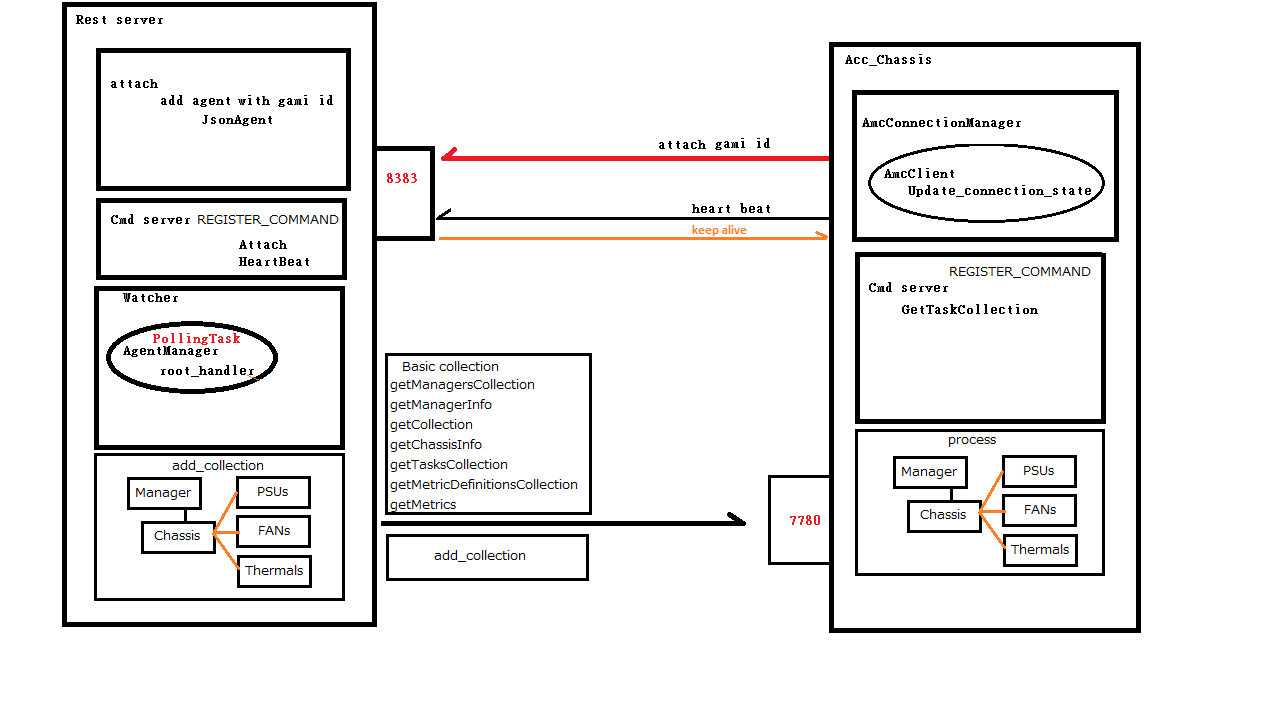 Rest server
attach
add agent with gami id
JsonAgent
8383
Cmd server REGISTER_COMMAND
Attach
HeartBeat
Watcher
PollingTask
AgentManager
root_handler
add_collection
Manager
Chassis
PSUs
FANs
Thermals
attach gami id
heart beat
keep alive
Basic collection
getManagersCollection
getManagerInfo
getCollection
getChassisInfo
getTasksCollection
getMetricDefinitionsCollection
getMetrics
add_collection
7780
Acc_Chassis
AmcConnectionManager
AmcClient
Update_connection_state
REGISTER_COMMAND
Cmd server
GetTaskCollection
process
Manager
Chassis
PSUs
FANs
Thermals